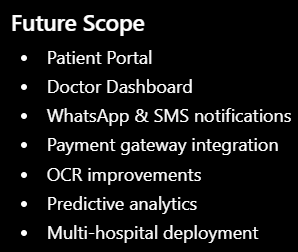 Future Scope
• Patient Portal
• Doctor Dashboard
• WhatsApp & SMS notifications
• Payment gateway integration
• OCR improvements
• Predictive analytics
• Multi-hospital deployment